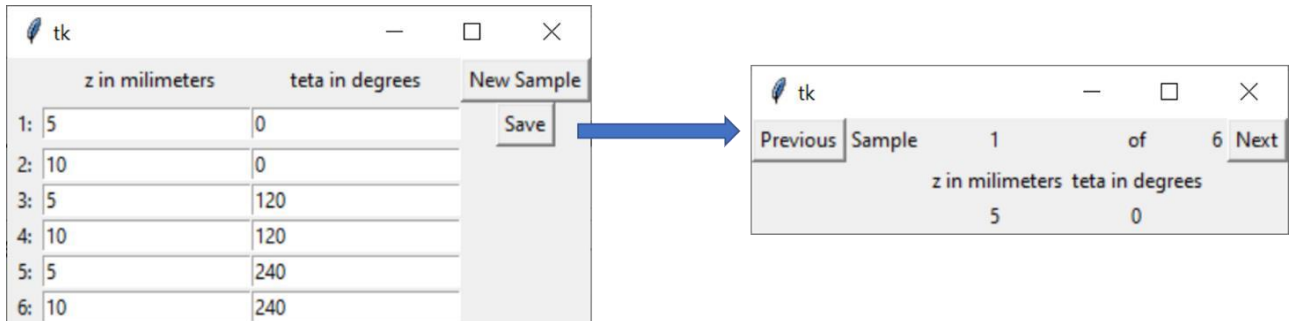 tk
z in milimeters teta in degrees New Sample
1: 5 0 Save
2: 10 0
3: 5 120
4: 10 120
5: 5 240
6: 10 240
tk
Previous Sample 1 of 6 Next
z in milimeters teta in degrees
5 0